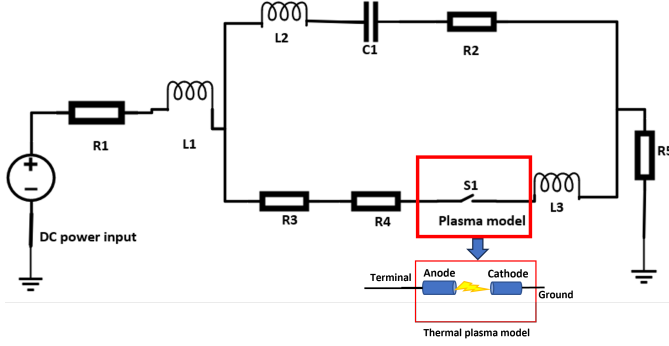 L2
C1
R2
R1
L1
R5
+
−
S1
R3
R4
L3
Plasma model
DC power input
Terminal
Anode
Cathode
Ground
Thermal plasma model